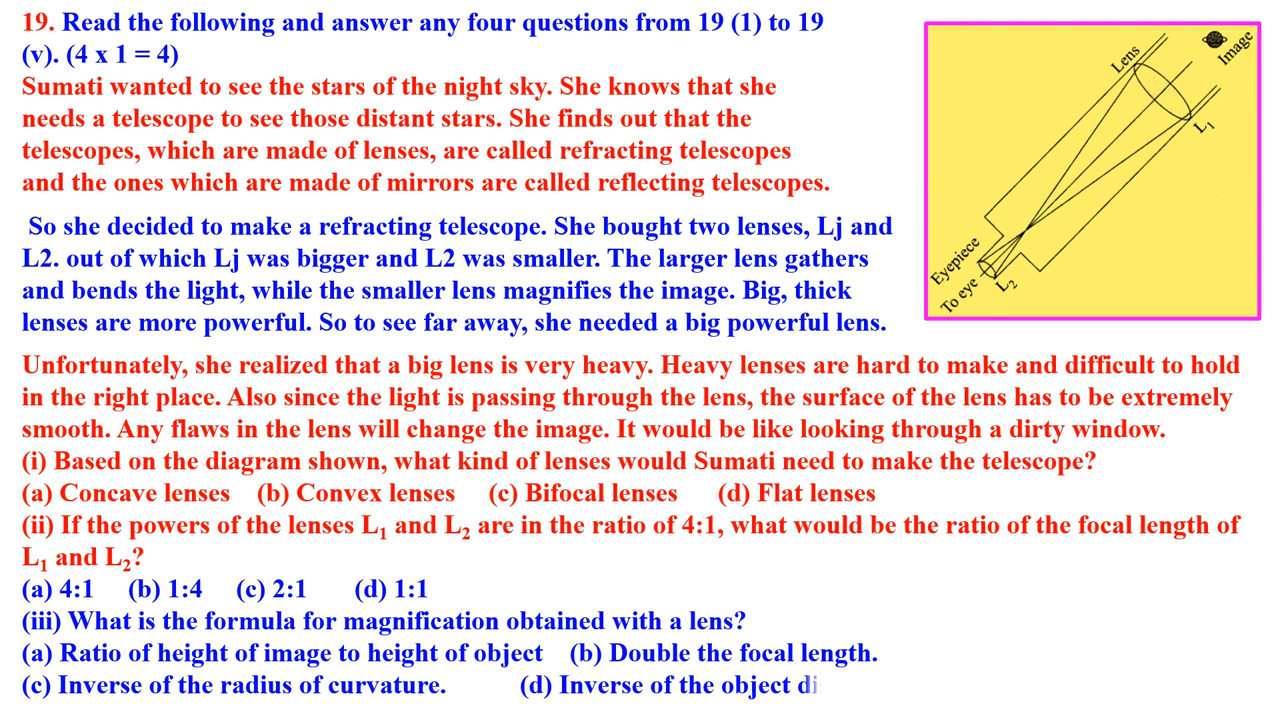 19. Read the following and answer any four questions from 19 (1) to 19
(v). (4 x 1 = 4)
Sumati wanted to see the stars of the night sky. She knows that she
needs a telescope to see those distant stars. She finds out that the
telescopes, which are made of lenses, are called refracting telescopes
and the ones which are made of mirrors are called reflecting telescopes.
So she decided to make a refracting telescope. She bought two lenses, Lj and
L2. out of which Lj was bigger and L2 was smaller. The larger lens gathers
and bends the light, while the smaller lens magnifies the image. Big, thick
lenses are more powerful. So to see far away, she needed a big powerful lens.
Lens
Image
L₁
Eyepiece
To eye
L₂
Unfortunately, she realized that a big lens is very heavy. Heavy lenses are hard to make and difficult to hold
in the right place. Also since the light is passing through the lens, the surface of the lens has to be extremely
smooth. Any flaws in the lens will change the image. It would be like looking through a dirty window.
(i) Based on the diagram shown, what kind of lenses would Sumati need to make the telescope?
(a) Concave lenses (b) Convex lenses (c) Bifocal lenses (d) Flat lenses
(ii) If the powers of the lenses L₁ and L₂ are in the ratio of 4:1, what would be the ratio of the focal length of
L₁ and L₂?
(a) 4:1 (b) 1:4 (c) 2:1 (d) 1:1
(iii) What is the formula for magnification obtained with a lens?
(a) Ratio of height of image to height of object (b) Double the focal length.
(c) Inverse of the radius of curvature. (d) Inverse of the object di